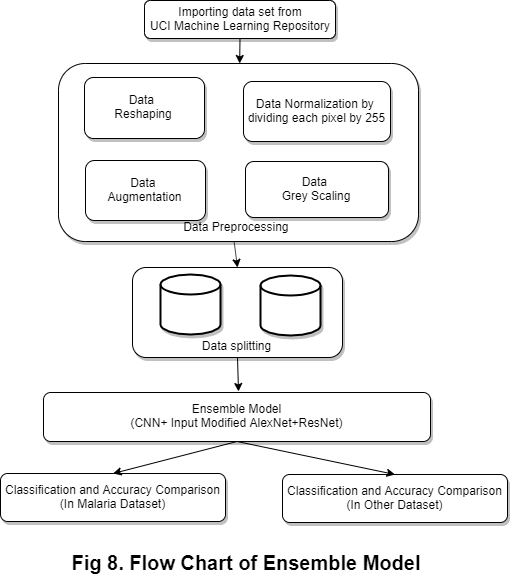 Importing data set from
UCI Machine Learning Repository
Data
Reshaping
Data Normalization by
dividing each pixel by 255
Data
Augmentation
Data
Grey Scaling
Data Preprocessing
Data splitting
Ensemble Model
(CNN+ Input Modified AlexNet+ResNet)
Classification and Accuracy Comparison
(In Malaria Dataset)
Classification and Accuracy Comparison
(In Other Dataset)
Fig 8. Flow Chart of Ensemble Model